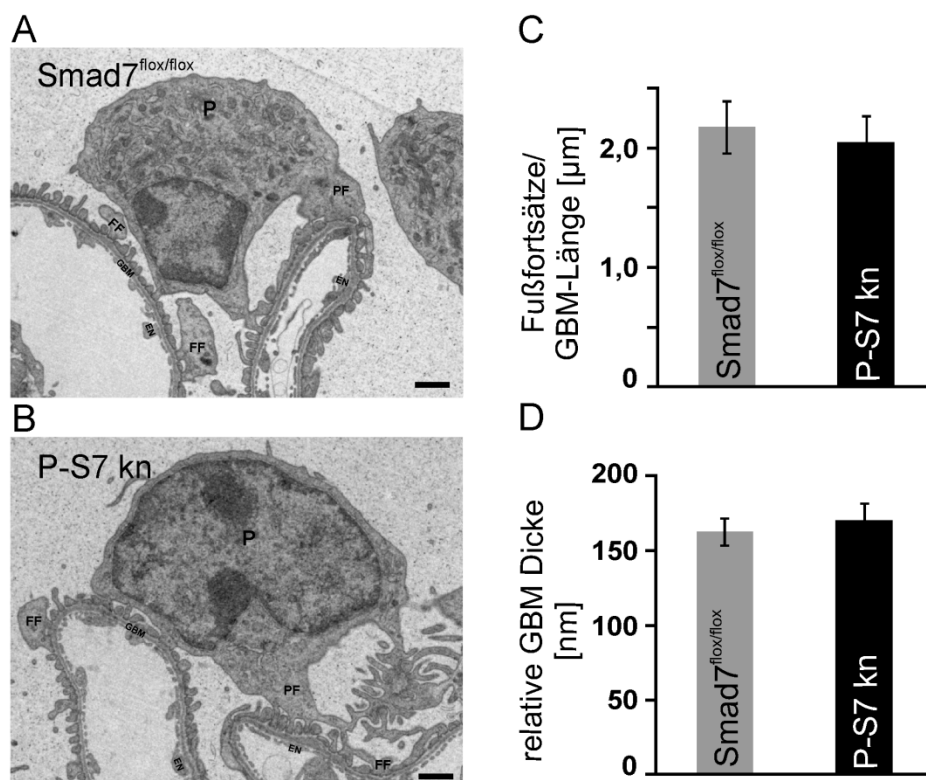 A
Smad7flox/flox
P
PF
FF
GBM
EN
EN
FF
B
P-S7 kn
P
FF
GBM
PF
EN
EN
FF
C
Fußfortsätze/
GBM-Länge [µm]
2,0
1,0
0
Smad7flox/flox
P-S7 kn
D
relative GBM Dicke
[nm]
200
150
100
50
0
Smad7flox/flox
P-S7 kn